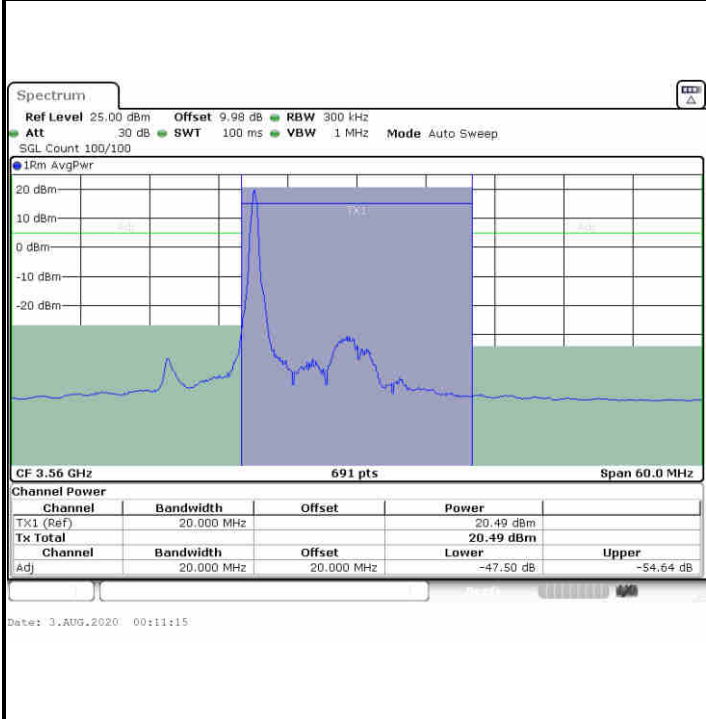 Spectrum
Ref Level 25.00 dBm Offset 9.98 dB RBW 300 kHz
Att 30 dB SWT 100 ms VBW 1 MHz Mode Auto Sweep
SGL Count 100/100
1Rm AvgPwr
20 dBm
TX1
10 dBm
Adj Adj
0 dBm
-10 dBm
-20 dBm
CF 3.56 GHz 691 pts Span 60.0 MHz
Channel Power
Channel Bandwidth Offset Power
TX1 (Ref) 20.000 MHz 20.49 dBm
Tx Total 20.49 dBm
Channel Bandwidth Offset Lower Upper
Adj 20.000 MHz 20.000 MHz -47.50 dB -54.64 dB
Date: 3.AUG.2020 00:11:15